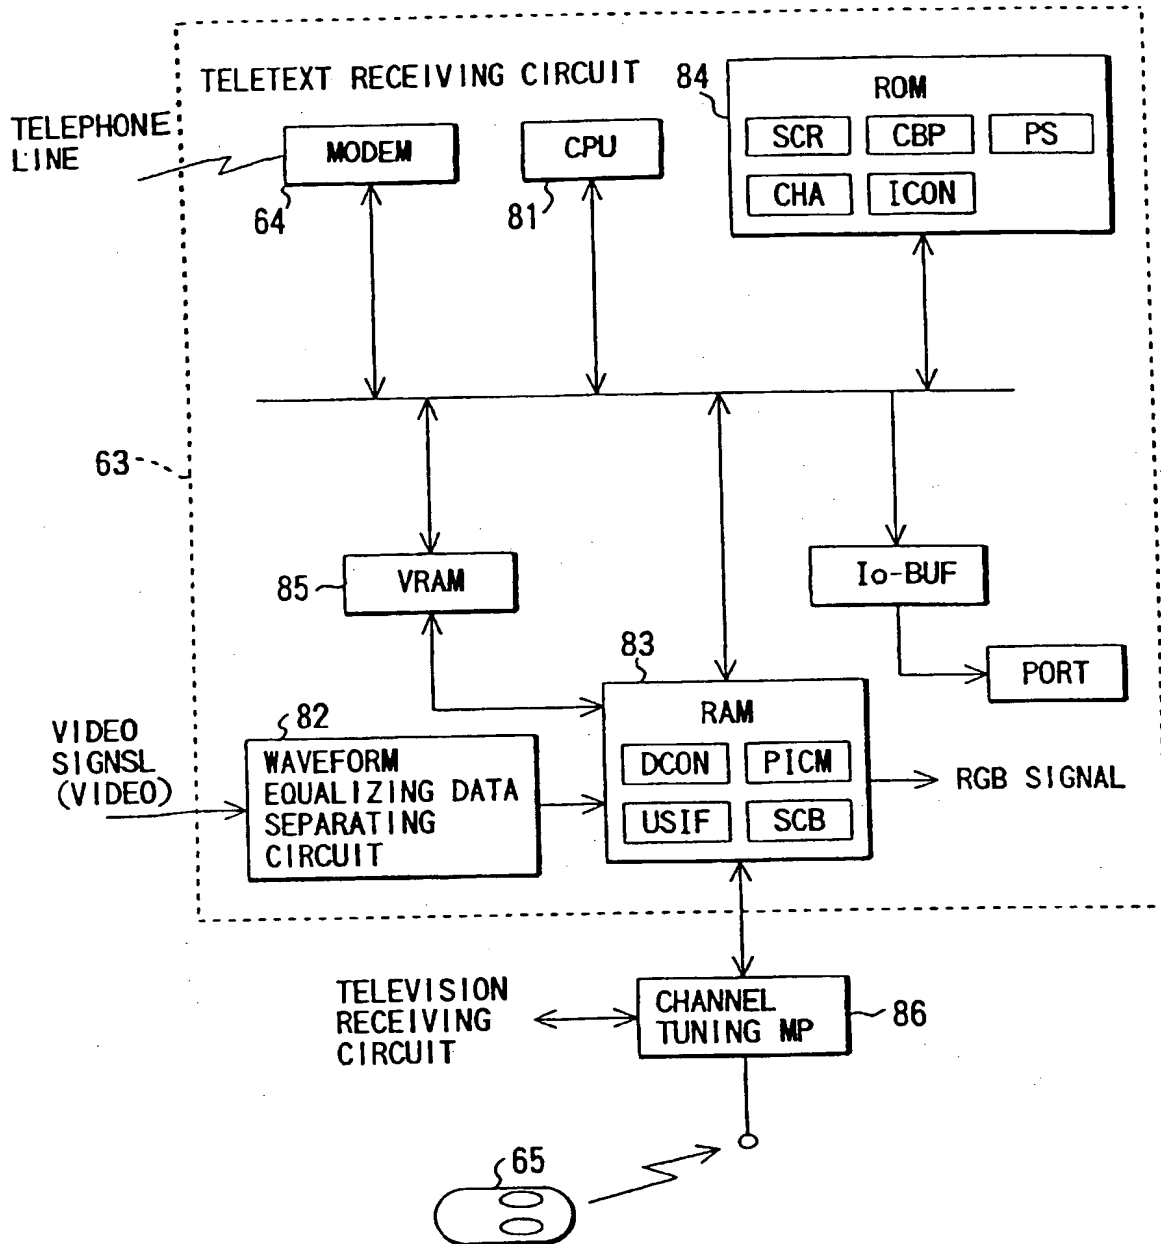 TELETEXT RECEIVING CIRCUIT
84
ROM
SCR
CBP
PS
CHA
ICON
TELEPHONE
LINE
MODEM
64
CPU
81
63
85
VRAM
Io-BUF
PORT
83
RAM
DCON
PICM
USIF
SCB
RGB SIGNAL
VIDEO
SIGNSL
(VIDEO)
82
WAVEFORM
EQUALIZING DATA
SEPARATING
CIRCUIT
TELEVISION
RECEIVING
CIRCUIT
CHANNEL
TUNING MP
86
65